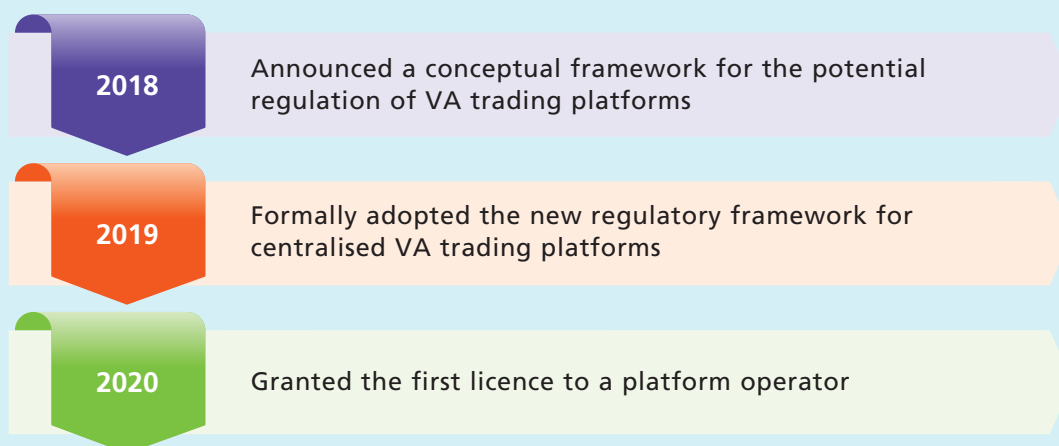 2018
Announced a conceptual framework for the potential
regulation of VA trading platforms
2019
Formally adopted the new regulatory framework for
centralised VA trading platforms
2020
Granted the first licence to a platform operator